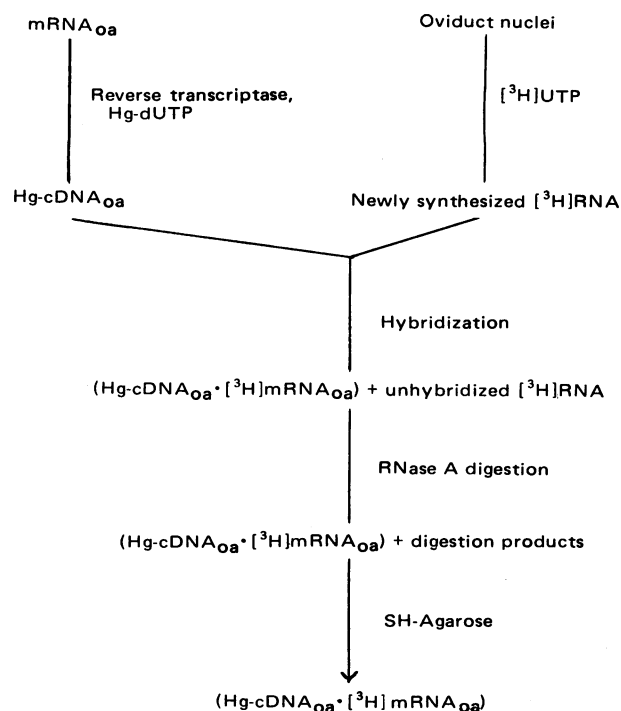 mRNAoa
Oviduct nuclei
Reverse transcriptase,
Hg-dUTP
[³H]UTP
Hg-cDNAoa
Newly synthesized [³H]RNA
Hybridization
(Hg-cDNAoa·[³H]mRNAoa) + unhybridized [³H]RNA
RNase A digestion
(Hg-cDNAoa·[³H]mRNAoa) + digestion products
SH-Agarose
(Hg-cDNAoa·[³H]mRNAoa)